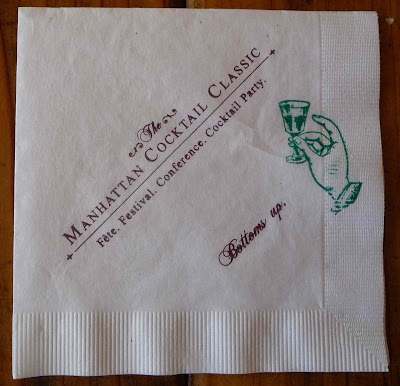 The
Manhattan Cocktail Classic
Fête. Festival. Conference. Cocktail Party.
Bottoms up.